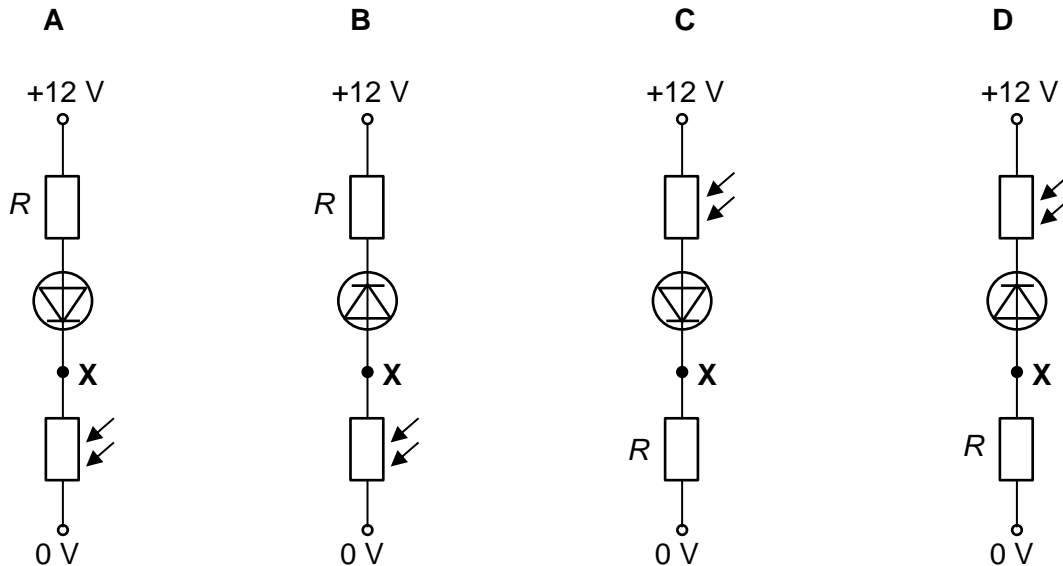 A B C D
+12 V +12 V +12 V +12 V
R R
X X X X
R R
0 V 0 V 0 V 0 V